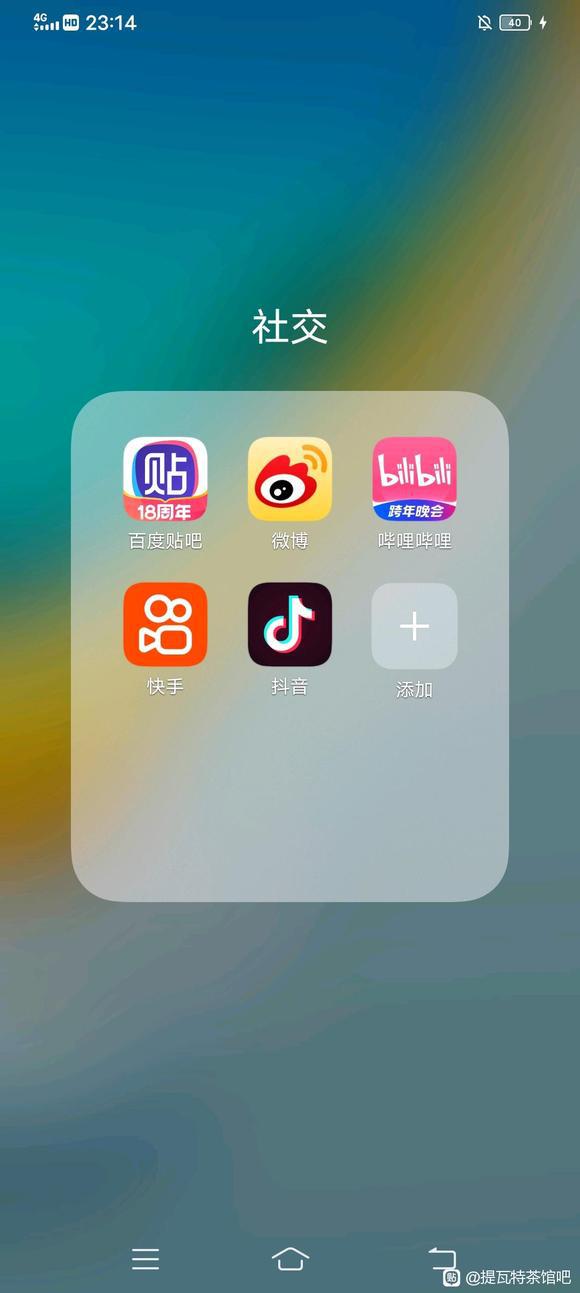 4G HD 23:14 40
社交
贴 bilibili
18周年 跨年晚会
百度贴吧 微博 哔哩哔哩
快手 抖音 添加
贴 @提瓦特茶馆吧